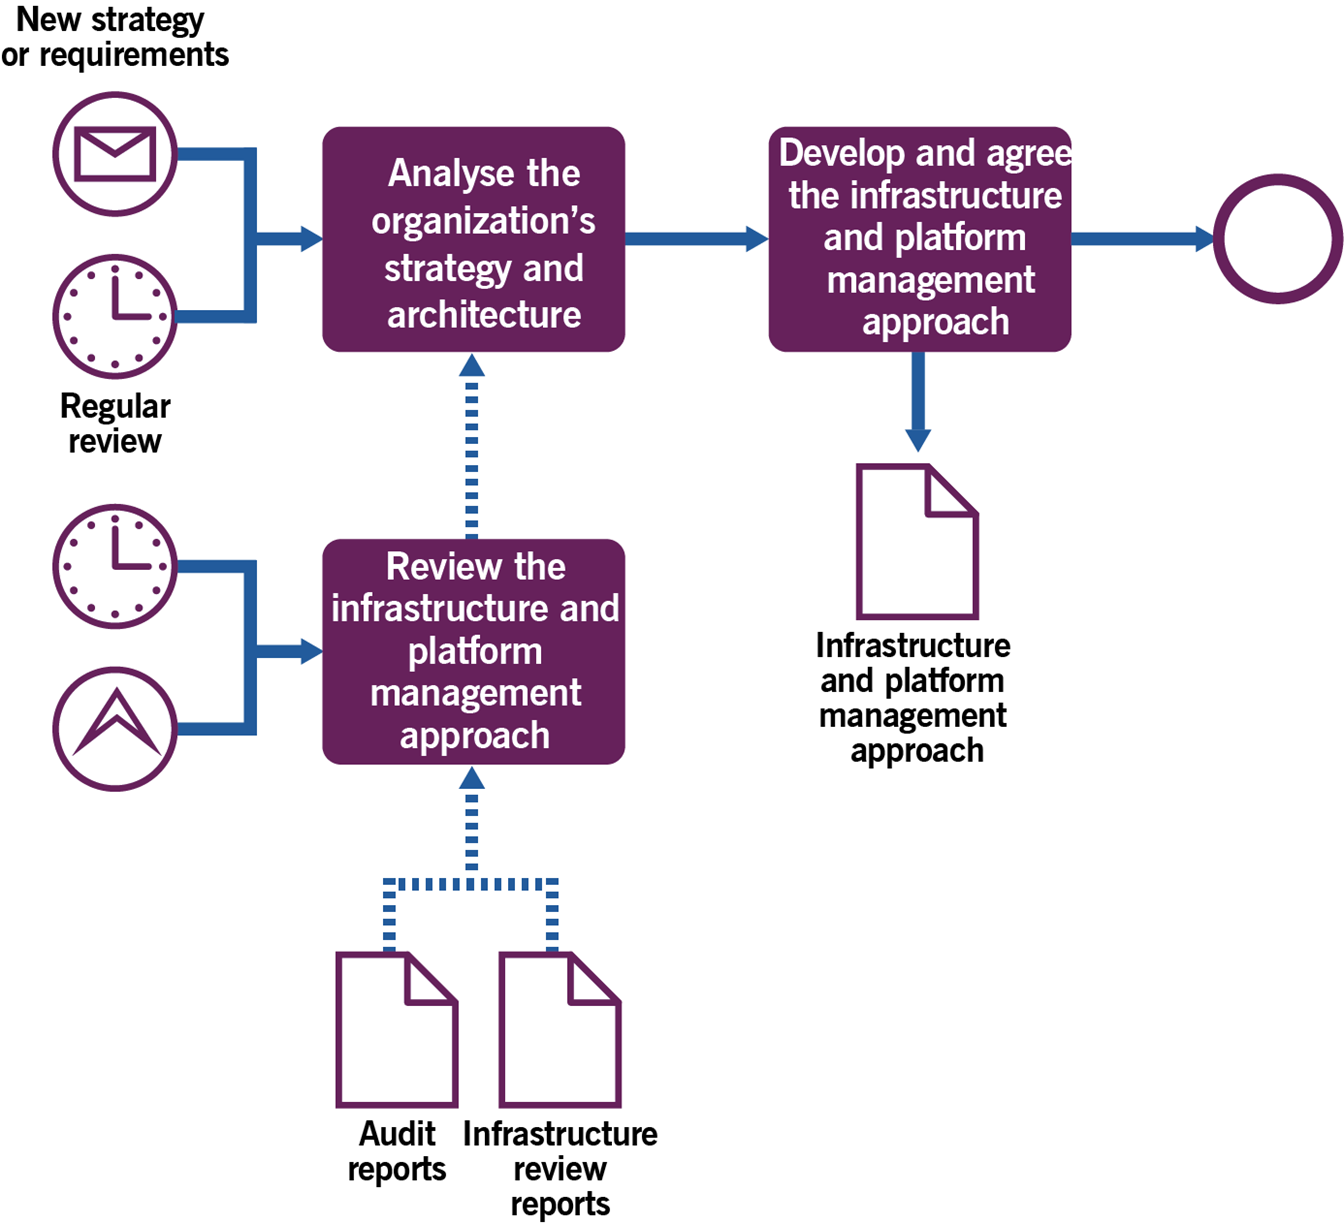 New strategy
or requirements
Analyse the
organization's
strategy and
architecture
Develop and agree
the infrastructure
and platform
management
approach
Regular
review
Review the
infrastructure and
platform
management
approach
Infrastructure
and platform
management
approach
Audit
reports
Infrastructure
review
reports